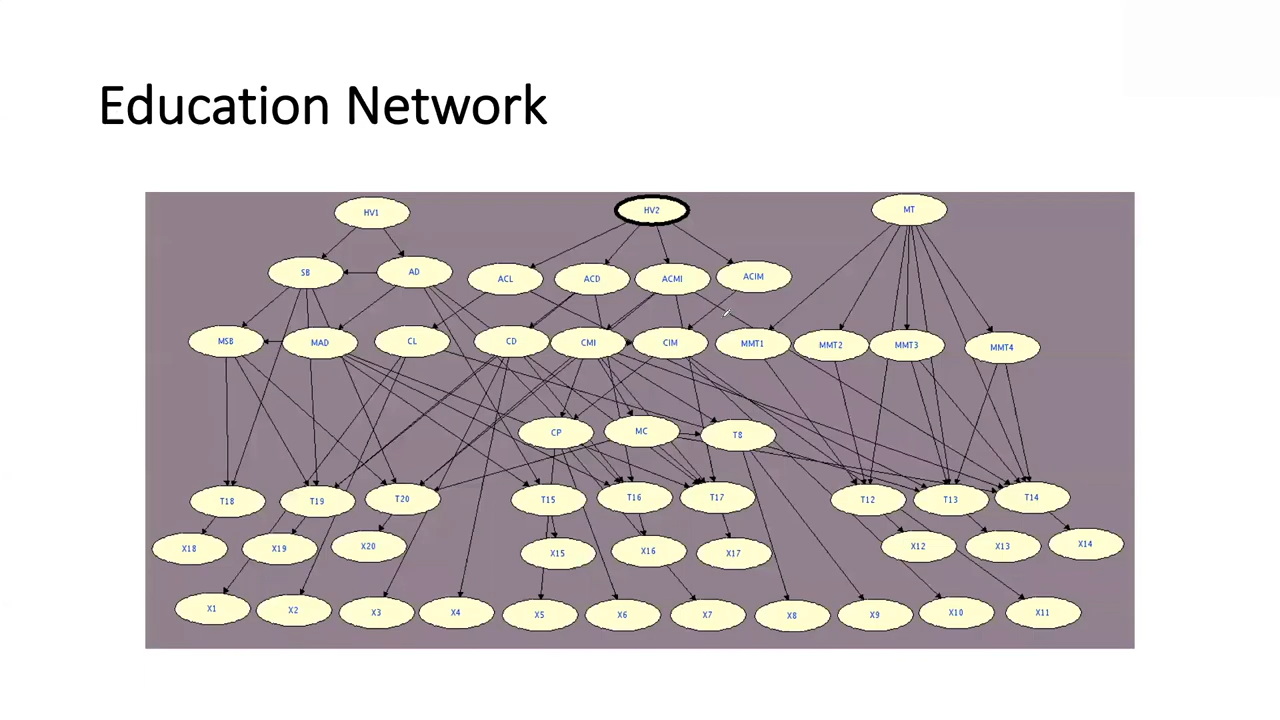 Education Network
HV1 HV2 MT
SB AD ACL ACD ACMI ACIM
MSB MAD CL CD CMI CIM MMT1 MMT2 MMT3 MMT4
CP MC T8
T18 T19 T20 T15 T16 T17 T12 T13 T14
X18 X19 X20 X15 X16 X17 X12 X13 X14
X1 X2 X3 X4 X5 X6 X7 X8 X9 X10 X11